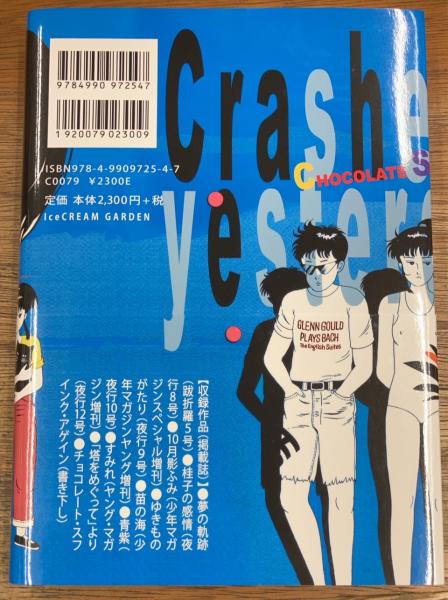 9784990972547
1920079023009
ISBN978-4-9909725-4-7
C0079 ¥2300E
定価 本体2,300円+税
IceCREAM GARDEN
Crashe
CHOCOLATE S
yester
GLENN GOULD
PLAYS BACH
The English Suites
【収録作品(掲載誌)】●夢の軌跡
(跋折羅5号)●桂子の感情(夜
行8号)●10月影ふみ(少年マガ
ジンスペシャル増刊)●ゆきもの
がたり(夜行9号)●苗の海(少
年マガジンヤング増刊)●青紫(
夜行10号)●すみれ(ヤング・マガ
ジン増刊)●「塔をめぐって」より
(夜行12号)●チョコレート・スフ
インク・アゲイン(書き下し)